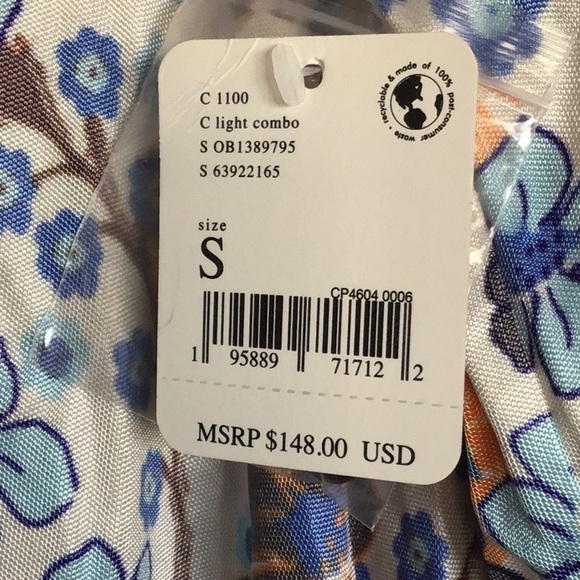 C 1100
C light combo
S OB1389795
S 63922165
recyclable & made of 100% post-consumer waste •
size
S
CP4604 0006
1 95889 71712 2
MSRP $148.00 USD